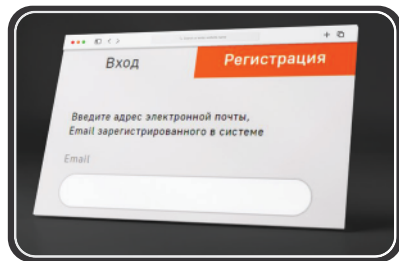 Вход
Регистрация
Введите адрес электронной почты,
Email зарегистрированного в системе
Email